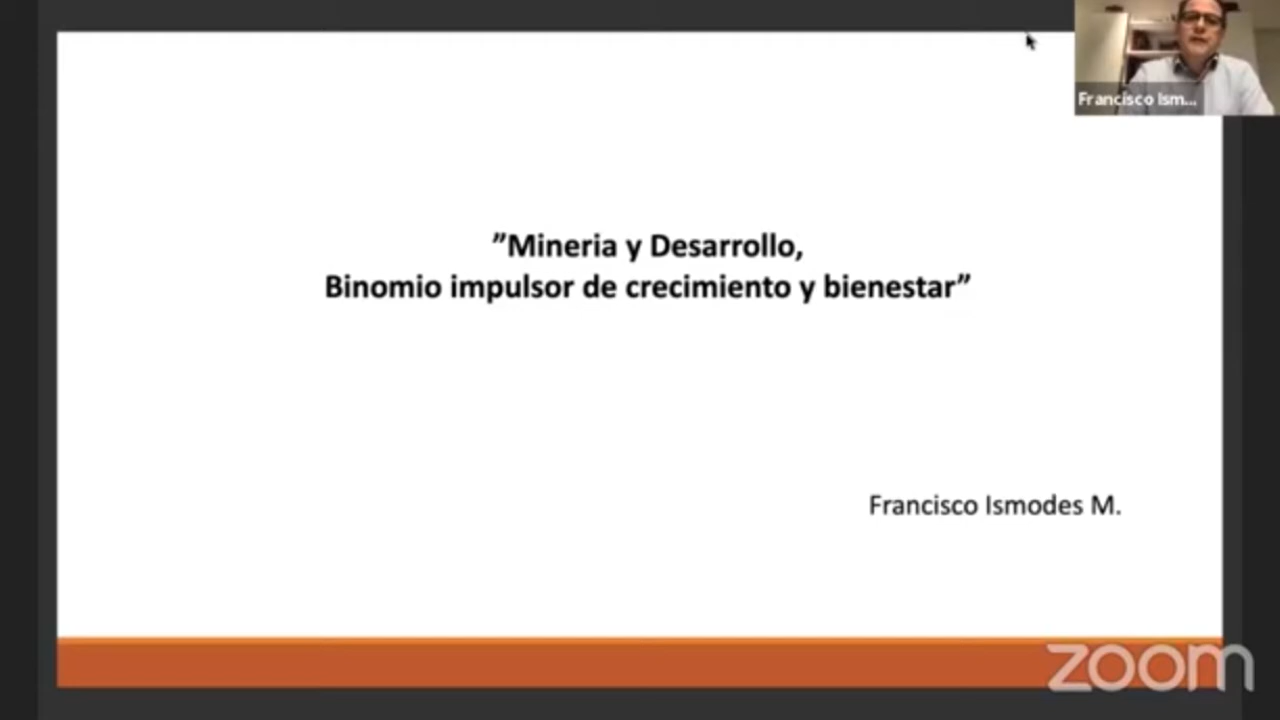 Francisco Ism...
”Mineria y Desarrollo,
Binomio impulsor de crecimiento y bienestar”
Francisco Ismodes M.
zoom